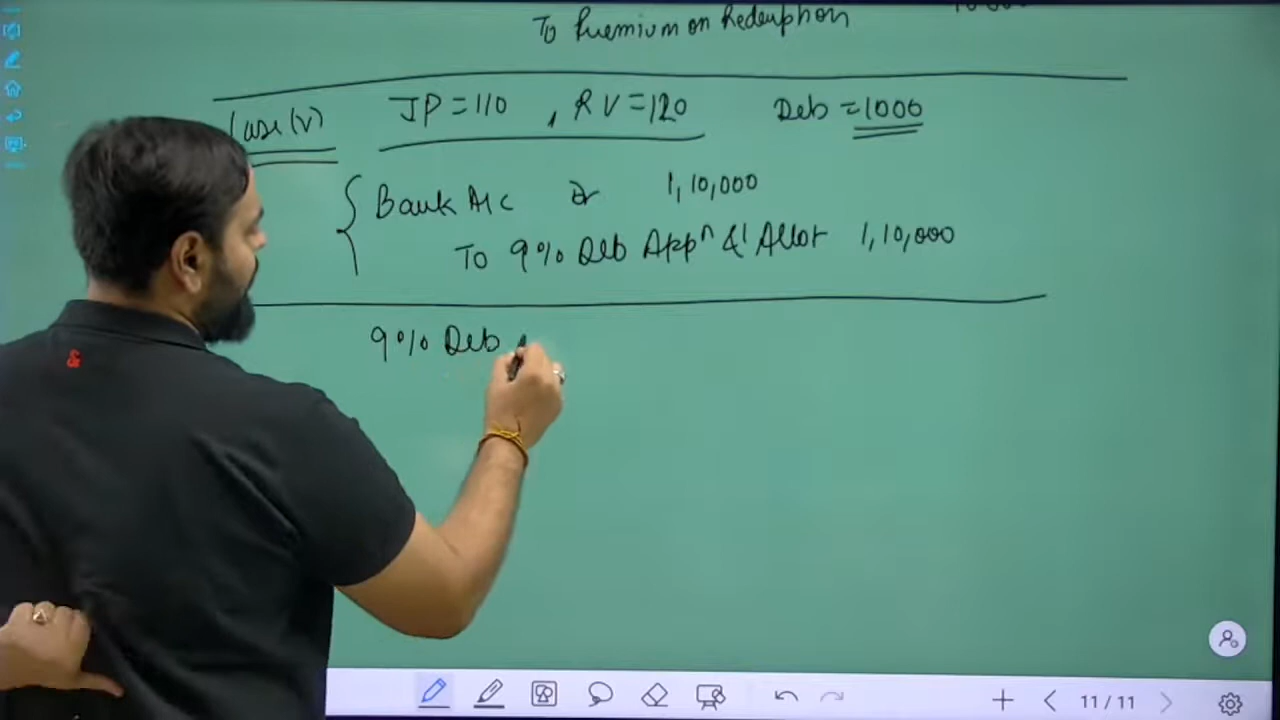 To Premium on Redemption
Case (v) IP = 110 , RV = 120 Deb = 1000
Bank A/c Dr 1,10,000
To 9% Deb Appⁿ & Allot 1,10,000
9% Deb
11 / 11